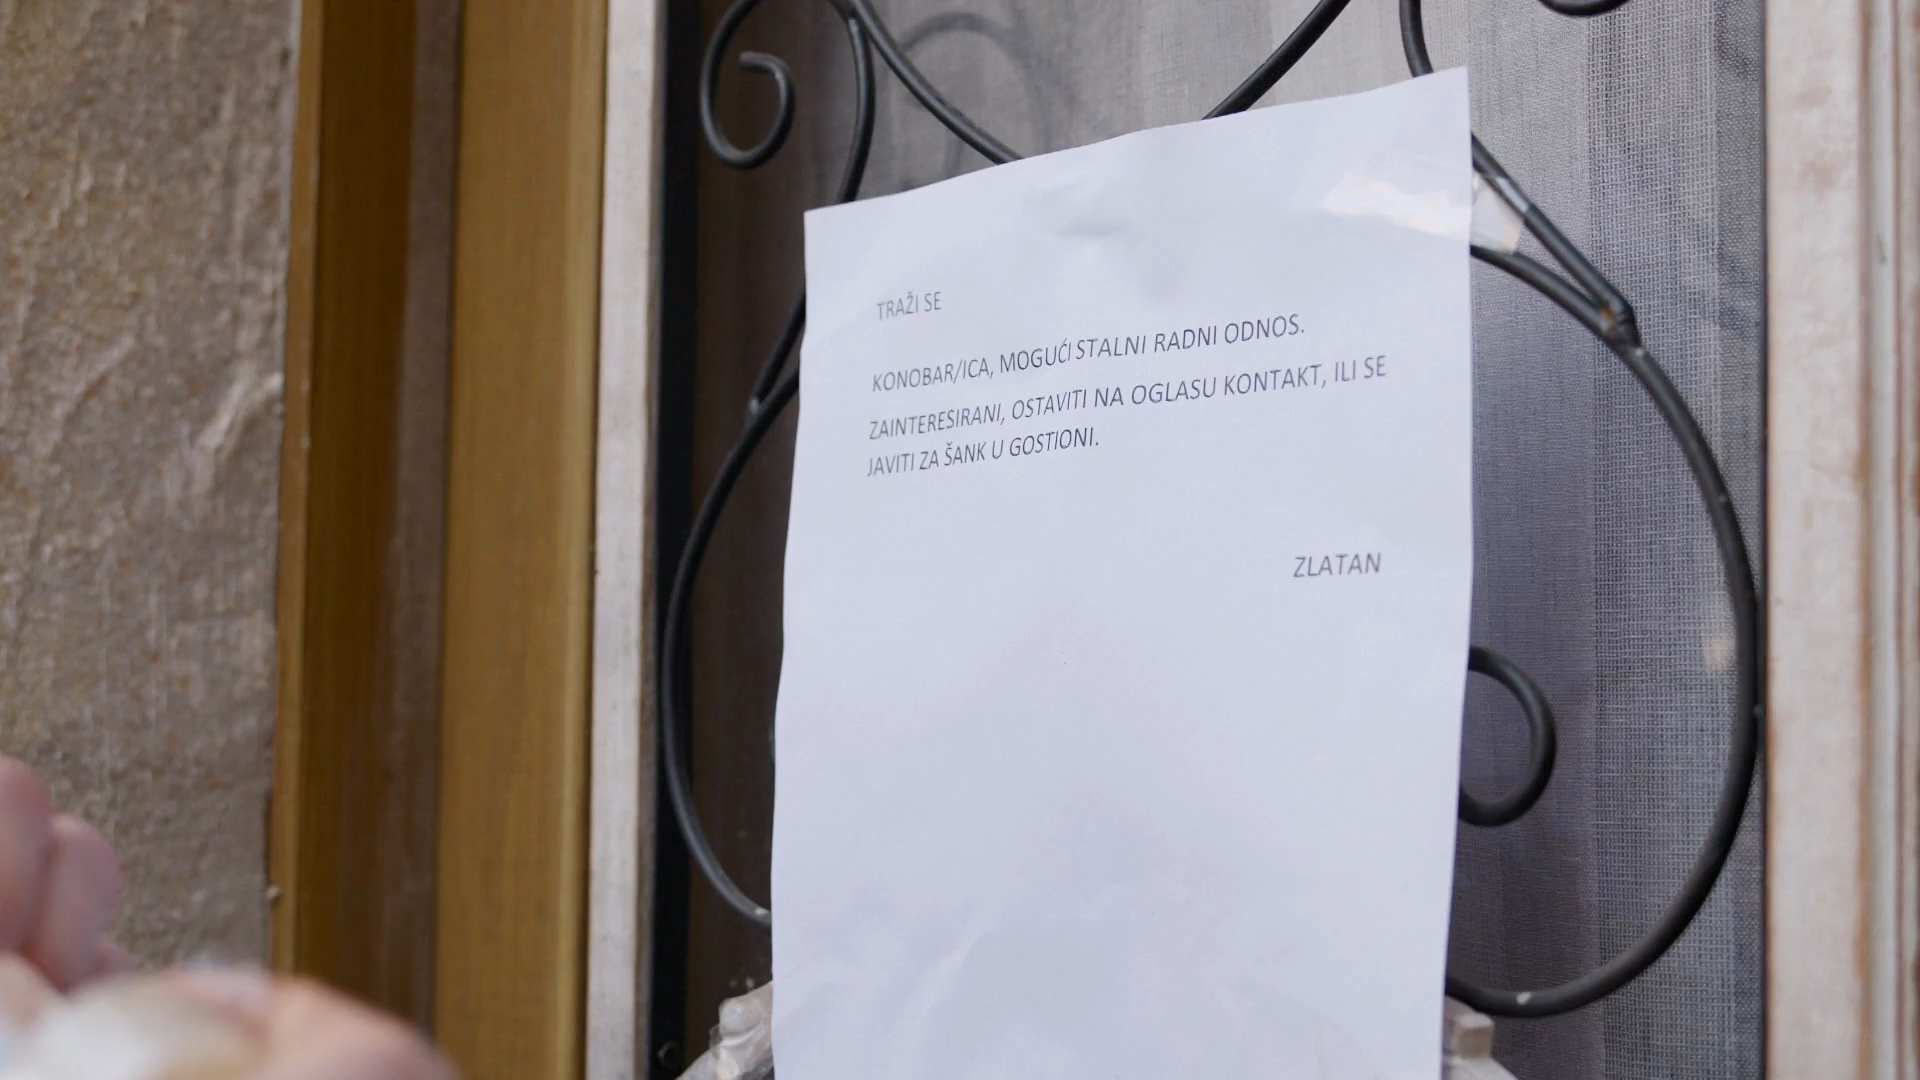 TRAŽI SE
KONOBAR/ICA, MOGUĆI STALNI RADNI ODNOS.
ZAINTERESIRANI, OSTAVITI NA OGLASU KONTAKT, ILI SE
JAVITI ZA ŠANK U GOSTIONI.
ZLATAN